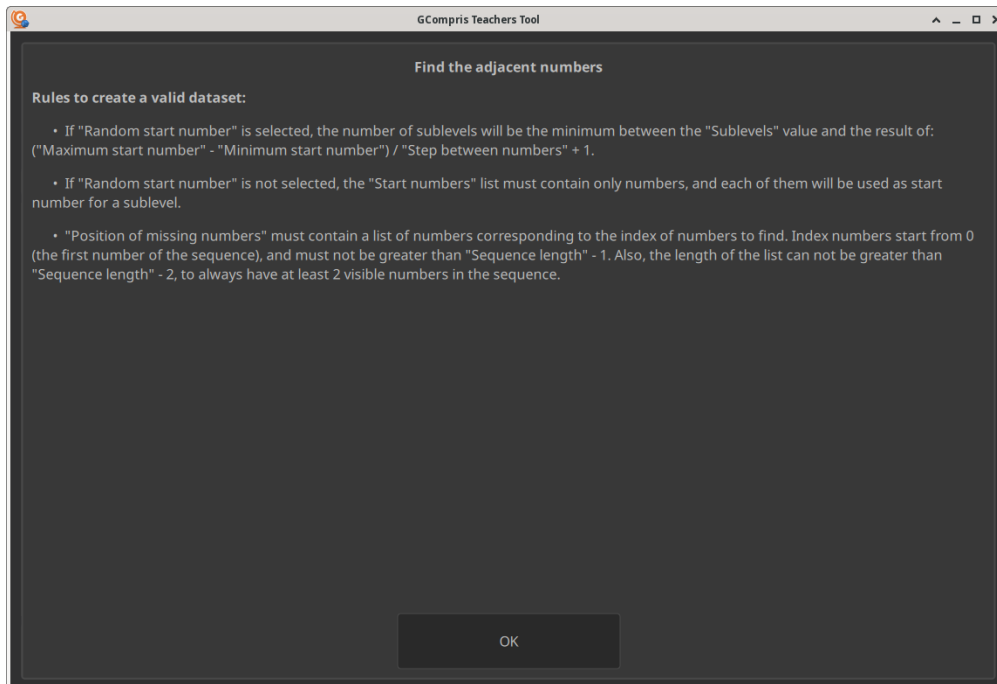 GCompris Teachers Tool
Find the adjacent numbers
Rules to create a valid dataset:
• If "Random start number" is selected, the number of sublevels will be the minimum between the "Sublevels" value and the result of:
("Maximum start number" - "Minimum start number") / "Step between numbers" + 1.
• If "Random start number" is not selected, the "Start numbers" list must contain only numbers, and each of them will be used as start
number for a sublevel.
• "Position of missing numbers" must contain a list of numbers corresponding to the index of numbers to find. Index numbers start from 0
(the first number of the sequence), and must not be greater than "Sequence length" - 1. Also, the length of the list can not be greater than
"Sequence length" - 2, to always have at least 2 visible numbers in the sequence.
OK